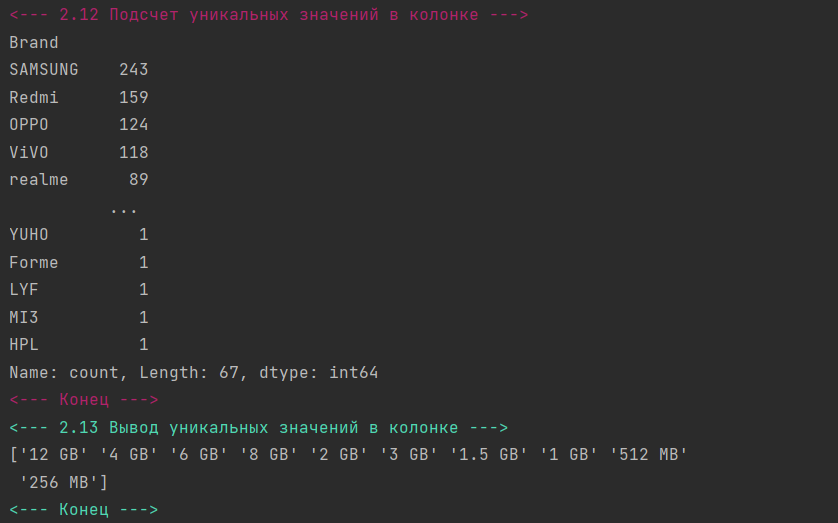 <--- 2.12 Подсчет уникальных значений в колонке --->
Brand
SAMSUNG    243
Redmi      159
OPPO       124
ViVO       118
realme      89
          ...
YUHO         1
Forme        1
LYF          1
MI3          1
HPL          1
Name: count, Length: 67, dtype: int64
<--- Конец --->
<--- 2.13 Вывод уникальных значений в колонке --->
['12 GB' '4 GB' '6 GB' '8 GB' '2 GB' '3 GB' '1.5 GB' '1 GB' '512 MB'
 '256 MB']
<--- Конец --->